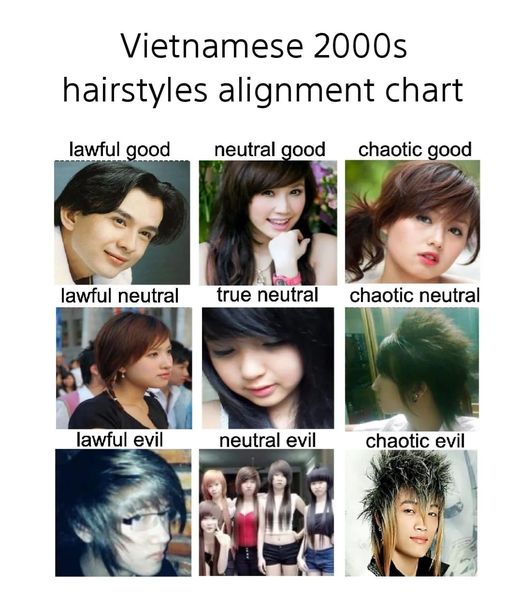 Vietnamese 2000s
hairstyles alignment chart
lawful good neutral good chaotic good
lawful neutral true neutral chaotic neutral
lawful evil neutral evil chaotic evil